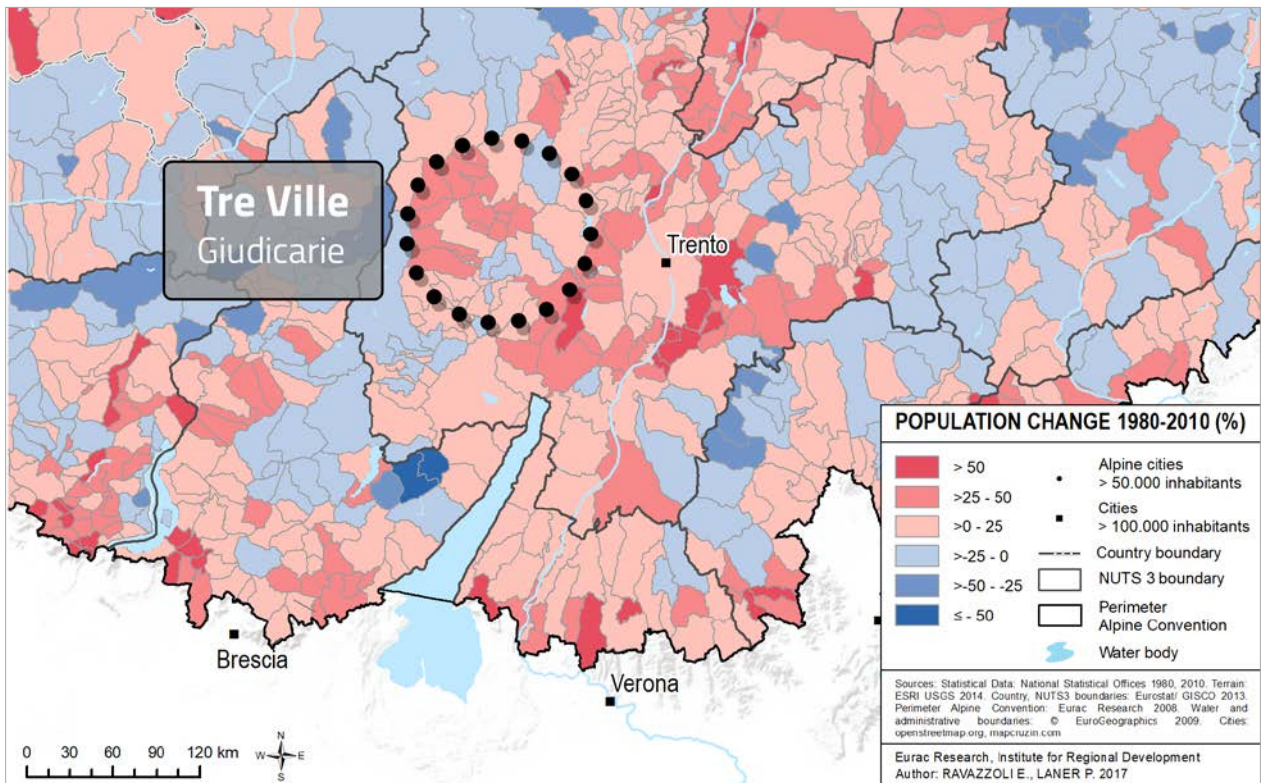 Tre Ville
Giudicarie
Trento
Brescia
Verona
0 30 60 90 120 km
N
W E
S
POPULATION CHANGE 1980-2010 (%)
> 50
>25 - 50
>0 - 25
>-25 - 0
>-50 - -25
≤ - 50
Alpine cities
> 50.000 inhabitants
Cities
> 100.000 inhabitants
Country boundary
NUTS 3 boundary
Perimeter
Alpine Convention
Water body
Sources: Statistical Data: National Statistical Offices 1980, 2010. Terrain:
ESRI USGS 2014. Country, NUTS3 boundaries: Eurostat/ GISCO 2013.
Perimeter Alpine Convention: Eurac Research 2008. Water and
administrative boundaries: © EuroGeographics 2009. Cities:
openstreetmap.org, mapcruzin.com
Eurac Research, Institute for Regional Development
Author: RAVAZZOLI E., LANER P. 2017